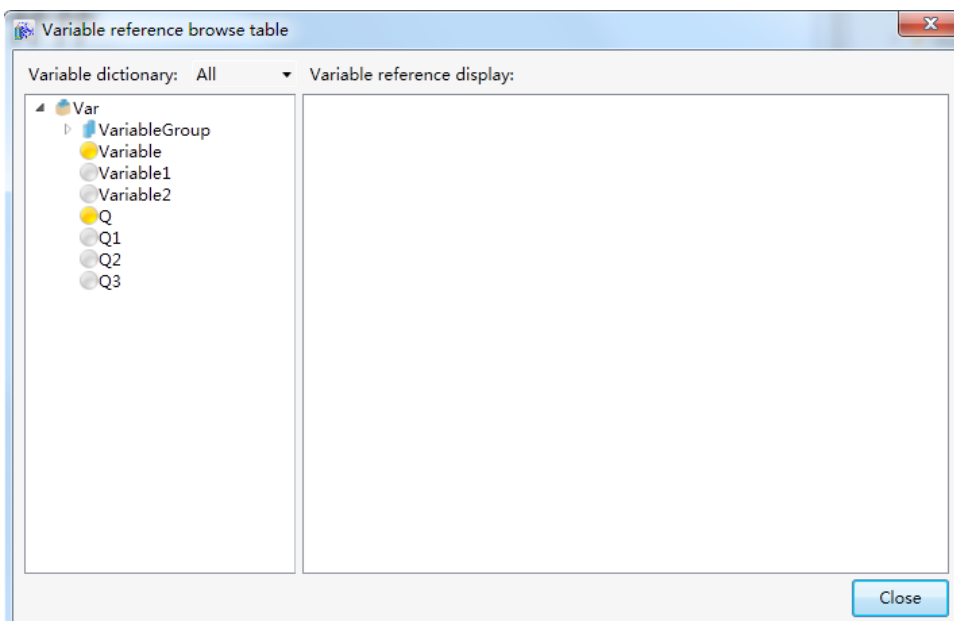 Variable reference browse table
Variable dictionary: All Variable reference display:
Var
VariableGroup
Variable
Variable1
Variable2
Q
Q1
Q2
Q3
Close